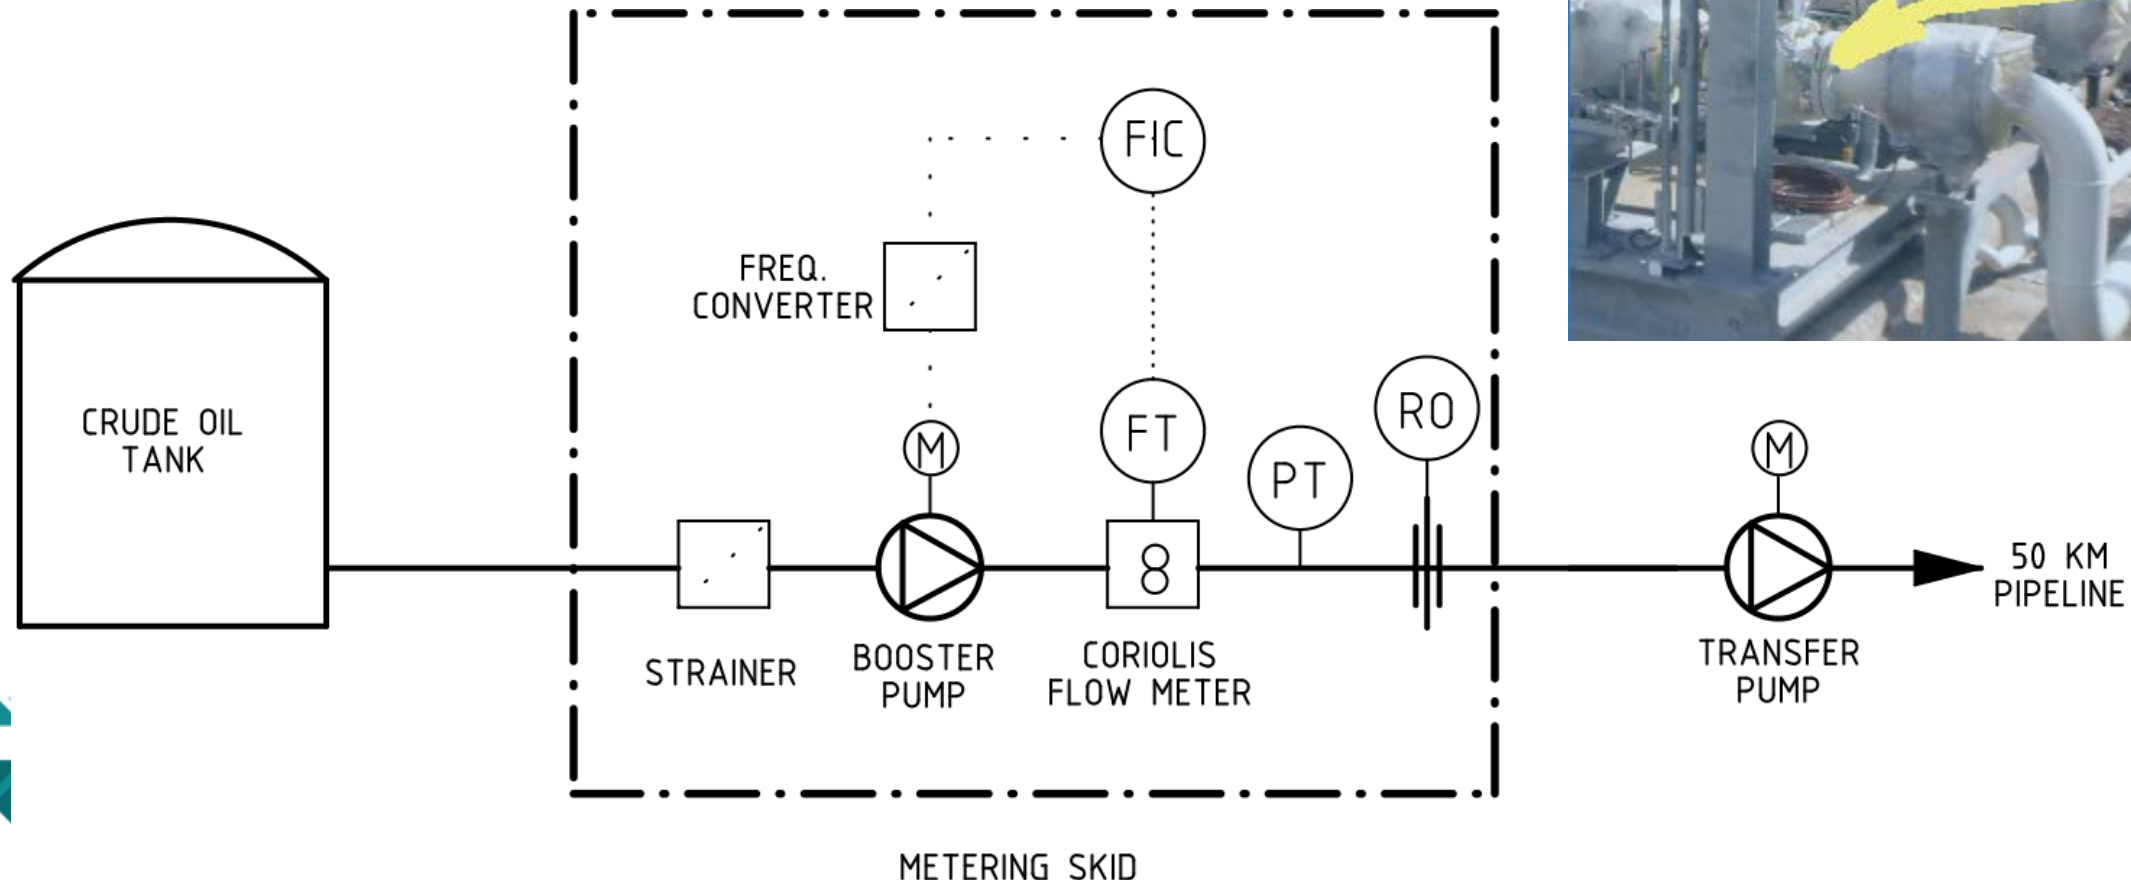 FIC
FREQ.
CONVERTER
CRUDE OIL
TANK
M
FT
PT
RO
M
8
50 KM
PIPELINE
STRAINER
BOOSTER
PUMP
CORIOLIS
FLOW METER
TRANSFER
PUMP
METERING SKID